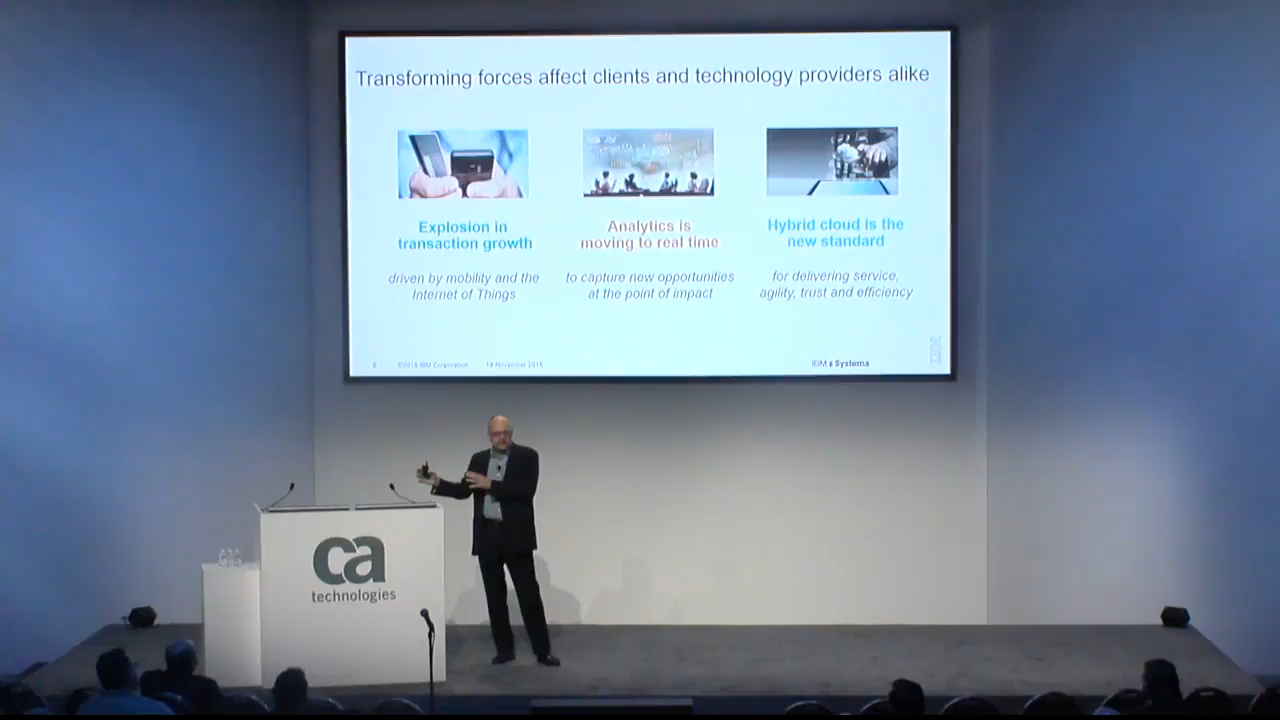 Transforming forces affect clients and technology providers alike
Explosion in
transaction growth
driven by mobility and the
Internet of Things
Analytics is
moving to real time
to capture new opportunities
at the point of impact
Hybrid cloud is the
new standard
for delivering service,
agility, trust and efficiency
©2015 IBM Corporation
19 November 2015
IBM z Systems
ca
technologies